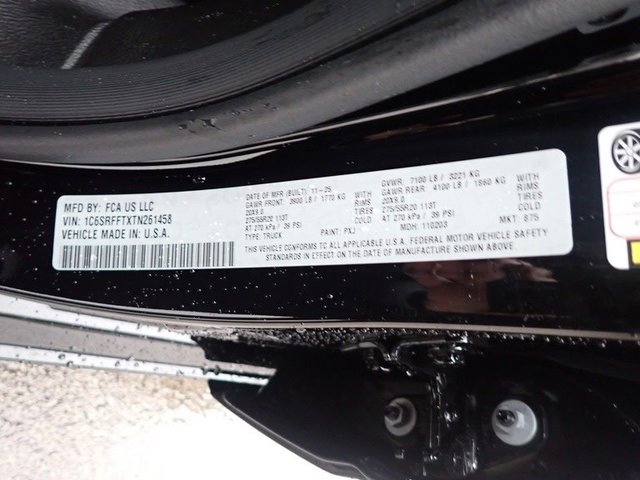 MFD BY: FCA US LLC
VIN: 1C6SRFFTXTN261458
VEHICLE MADE IN: U.S.A.
DATE OF MFR (BUILT): 11-25
GAWR FRONT: 3900 LB / 1770 KG
20X9.0 RIMS
275/55R20 113T TIRES
AT 270 kPa / 39 PSI COLD
TYPE: TRUCK PAINT: PXJ
GVWR: 7100 LB / 3221 KG
GAWR REAR: 4100 LB / 1860 KG
20X9.0 RIMS
275/55R20 113T TIRES
AT 270 kPa / 39 PSI COLD
MDH: 110203 MKT: 875
THIS VEHICLE CONFORMS TO ALL APPLICABLE U.S.A. FEDERAL MOTOR VEHICLE SAFETY
STANDARDS IN EFFECT ON THE DATE OF MANUFACTURE SHOWN ABOVE.